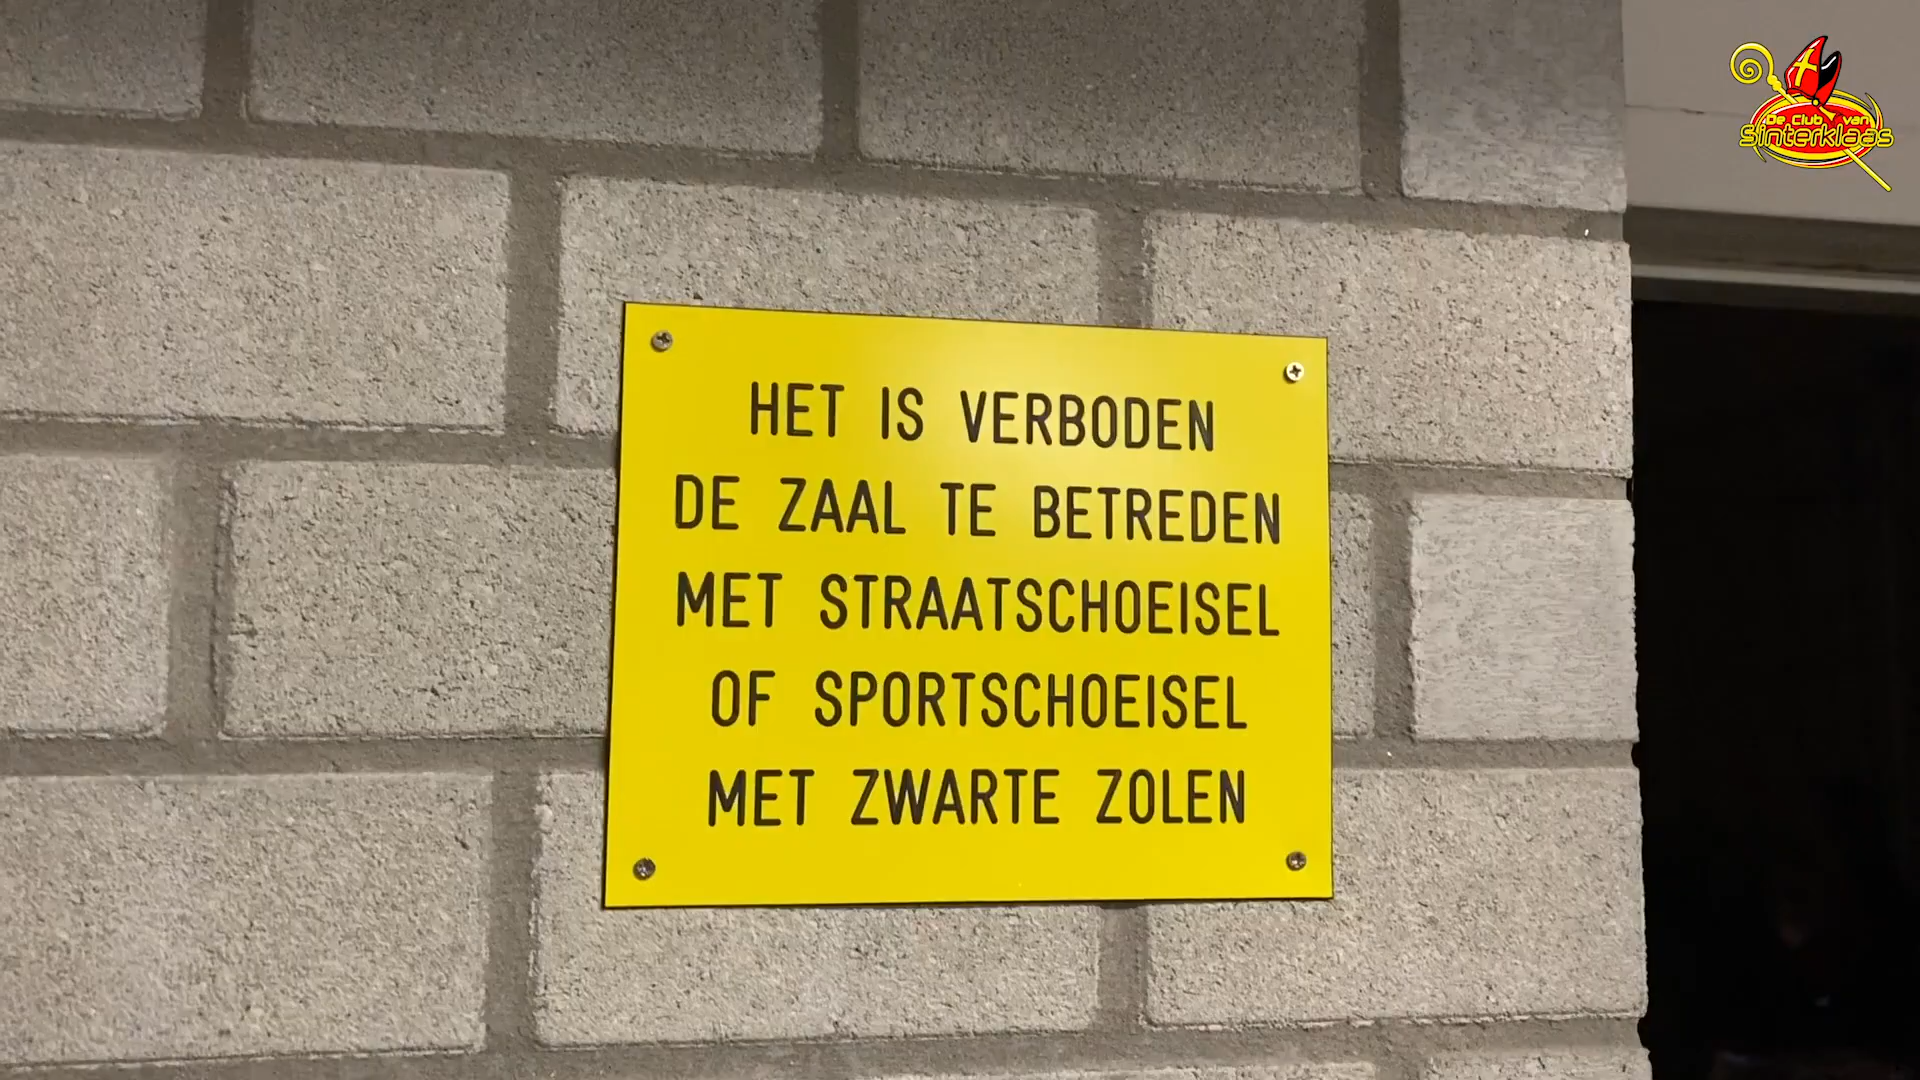 De Club van
Sinterklaas
HET IS VERBODEN
DE ZAAL TE BETREDEN
MET STRAATSCHOEISEL
OF SPORTSCHOEISEL
MET ZWARTE ZOLEN